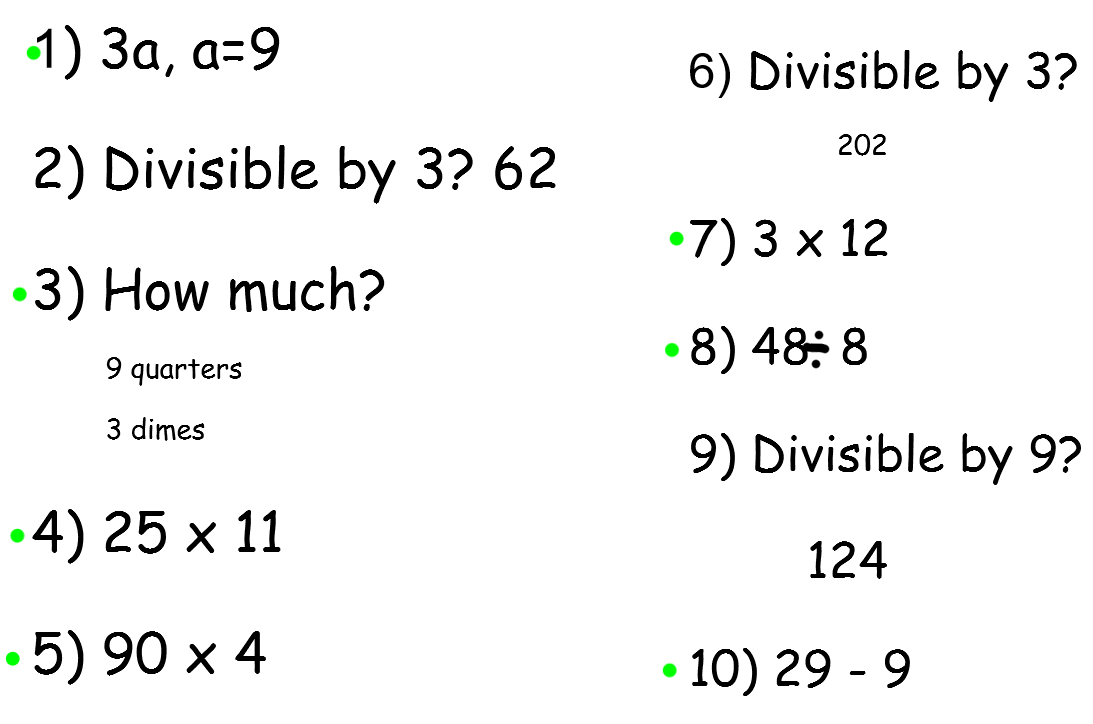 1) 3a, a=9
2) Divisible by 3? 62
3) How much?
9 quarters
3 dimes
4) 25 x 11
5) 90 x 4
6) Divisible by 3?
202
7) 3 x 12
8) 48÷ 8
9) Divisible by 9?
124
10) 29 - 9